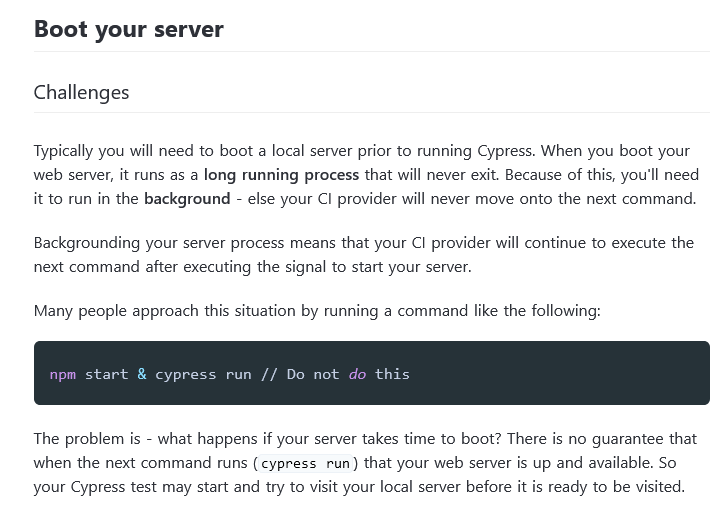 Boot your server
Challenges
Typically you will need to boot a local server prior to running Cypress. When you boot your
web server, it runs as a long running process that will never exit. Because of this, you'll need
it to run in the background - else your CI provider will never move onto the next command.
Backgrounding your server process means that your CI provider will continue to execute the
next command after executing the signal to start your server.
Many people approach this situation by running a command like the following:
npm start & cypress run // Do not do this
The problem is - what happens if your server takes time to boot? There is no guarantee that
when the next command runs (cypress run) that your web server is up and available. So
your Cypress test may start and try to visit your local server before it is ready to be visited.